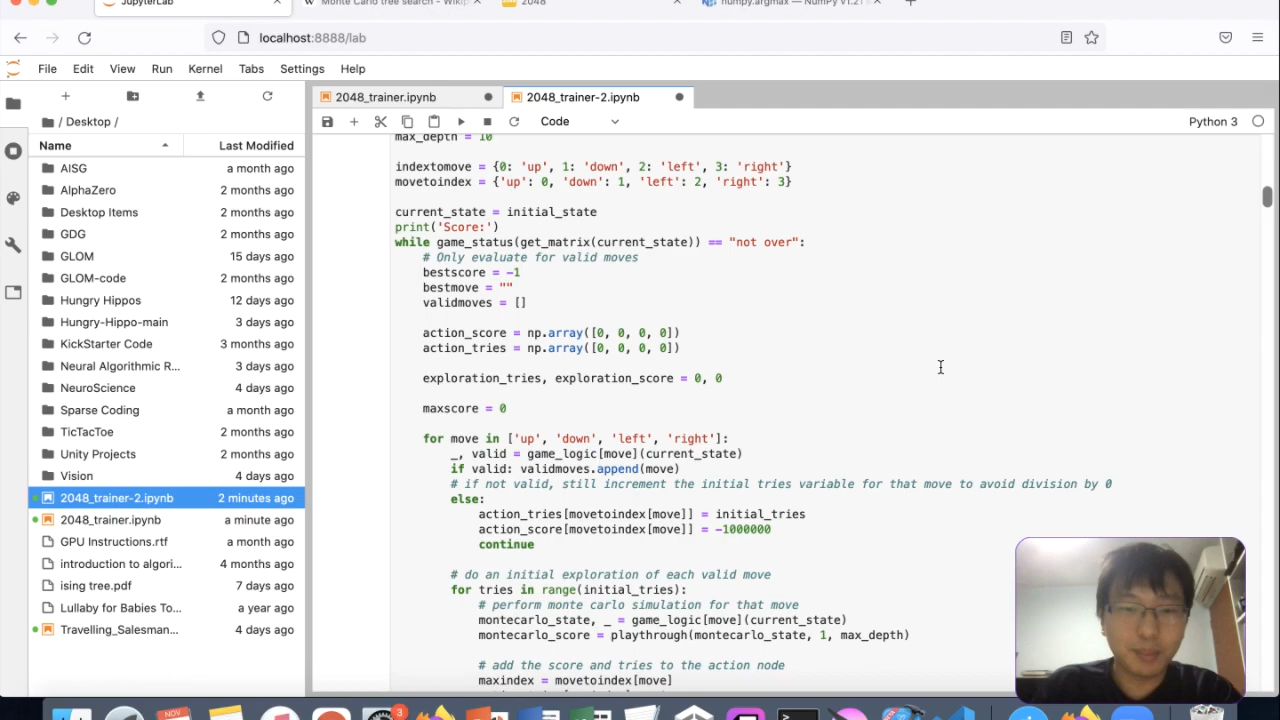 JupyterLab
Monte Carlo tree search - Wikip
2048
numpy.argmax — NumPy v1.21
localhost:8888/lab
File Edit View Run Kernel Tabs Settings Help
2048_trainer.ipynb
2048_trainer-2.ipynb
/ Desktop /
Code
Python 3
Name Last Modified
AISG a month ago
AlphaZero 2 months ago
Desktop Items 2 months ago
GDG 2 months ago
GLOM 15 days ago
GLOM-code 2 months ago
Hungry Hippos 12 days ago
Hungry-Hippo-main 3 days ago
KickStarter Code 3 months ago
Neural Algorithmic R... 3 days ago
NeuroScience 4 days ago
Sparse Coding a month ago
TicTacToe 2 months ago
Unity Projects 2 months ago
Vision 4 days ago
2048_trainer-2.ipynb 2 minutes ago
2048_trainer.ipynb a minute ago
GPU Instructions.rtf a month ago
introduction to algori... 4 months ago
ising tree.pdf 7 days ago
Lullaby for Babies To... a year ago
Travelling_Salesman... 4 days ago
max_depth = 10
indextomove = {0: 'up', 1: 'down', 2: 'left', 3: 'right'}
movetoindex = {'up': 0, 'down': 1, 'left': 2, 'right': 3}
current_state = initial_state
print('Score:')
while game_status(get_matrix(current_state)) == "not over":
# Only evaluate for valid moves
bestscore = -1
bestmove = ""
validmoves = []
action_score = np.array([0, 0, 0, 0])
action_tries = np.array([0, 0, 0, 0])
exploration_tries, exploration_score = 0, 0
maxscore = 0
for move in ['up', 'down', 'left', 'right']:
_, valid = game_logic[move](current_state)
if valid: validmoves.append(move)
# if not valid, still increment the initial tries variable for that move to avoid division by 0
else:
action_tries[movetoindex[move]] = initial_tries
action_score[movetoindex[move]] = -1000000
continue
# do an initial exploration of each valid move
for tries in range(initial_tries):
# perform monte carlo simulation for that move
montecarlo_state, _ = game_logic[move](current_state)
montecarlo_score = playthrough(montecarlo_state, 1, max_depth)
# add the score and tries to the action node
maxindex = movetoindex[move]
NOV
3